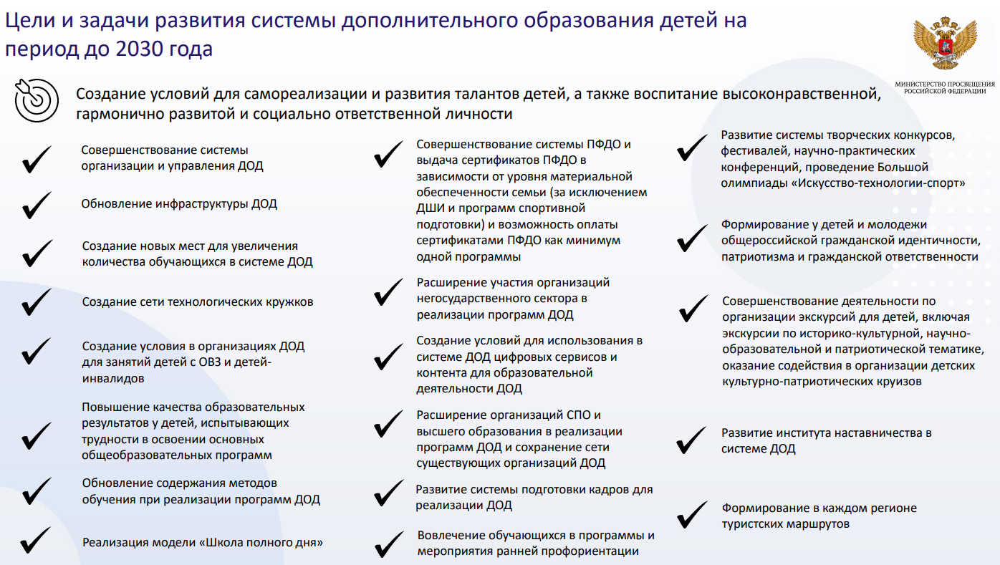 Цели и задачи развития системы дополнительного образования детей на
период до 2030 года
МИНИСТЕРСТВО ПРОСВЕЩЕНИЯ
РОССИЙСКОЙ ФЕДЕРАЦИИ
Создание условий для самореализации и развития талантов детей, а также воспитание высоконравственной,
гармонично развитой и социально ответственной личности
Совершенствование системы
организации и управления ДОД
Обновление инфраструктуры ДОД
Создание новых мест для увеличения
количества обучающихся в системе ДОД
Создание сети технологических кружков
Создание условия в организациях ДОД
для занятий детей с ОВЗ и детей-
инвалидов
Повышение качества образовательных
результатов у детей, испытывающих
трудности в освоении основных
общеобразовательных программ
Обновление содержания методов
обучения при реализации программ ДОД
Реализация модели «Школа полного дня»
Совершенствование системы ПФДО и
выдача сертификатов ПФДО в
зависимости от уровня материальной
обеспеченности семьи (за исключением
ДШИ и программ спортивной
подготовки) и возможность оплаты
сертификатами ПФДО как минимум
одной программы
Расширение участия организаций
негосударственного сектора в
реализации программ ДОД
Создание условий для использования в
системе ДОД цифровых сервисов и
контента для образовательной
деятельности ДОД
Расширение организаций СПО и
высшего образования в реализации
программ ДОД и сохранение сети
существующих организаций ДОД
Развитие системы подготовки кадров для
реализации ДОД
Вовлечение обучающихся в программы и
мероприятия ранней профориентации
Развитие системы творческих конкурсов,
фестивалей, научно-практических
конференций, проведение Большой
олимпиады «Искусство-технологии-спорт»
Формирование у детей и молодежи
общероссийской гражданской идентичности,
патриотизма и гражданской ответственности
Совершенствование деятельности по
организации экскурсий для детей, включая
экскурсии по историко-культурной, научно-
образовательной и патриотической тематике,
оказание содействия в организации детских
культурно-патриотических круизов
Развитие института наставничества в
системе ДОД
Формирование в каждом регионе
туристских маршрутов